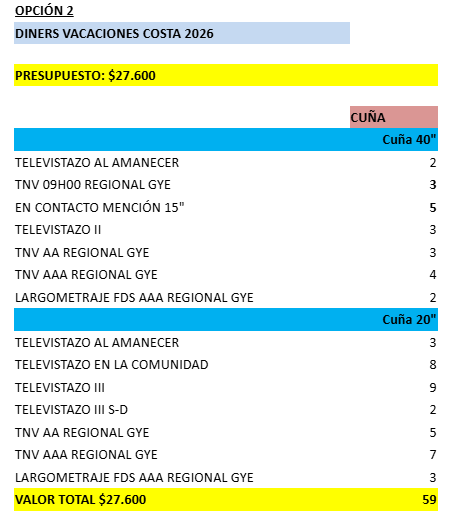 OPCIÓN 2
DINERS VACACIONES COSTA 2026
PRESUPUESTO: $27.600
CUÑA
Cuña 40"
TELEVISTAZO AL AMANECER 2
TNV 09H00 REGIONAL GYE 3
EN CONTACTO MENCIÓN 15" 5
TELEVISTAZO II 3
TNV AA REGIONAL GYE 3
TNV AAA REGIONAL GYE 4
LARGOMETRAJE FDS AAA REGIONAL GYE 2
Cuña 20"
TELEVISTAZO AL AMANECER 3
TELEVISTAZO EN LA COMUNIDAD 8
TELEVISTAZO III 9
TELEVISTAZO III S-D 2
TNV AA REGIONAL GYE 5
TNV AAA REGIONAL GYE 7
LARGOMETRAJE FDS AAA REGIONAL GYE 3
VALOR TOTAL $27.600 59